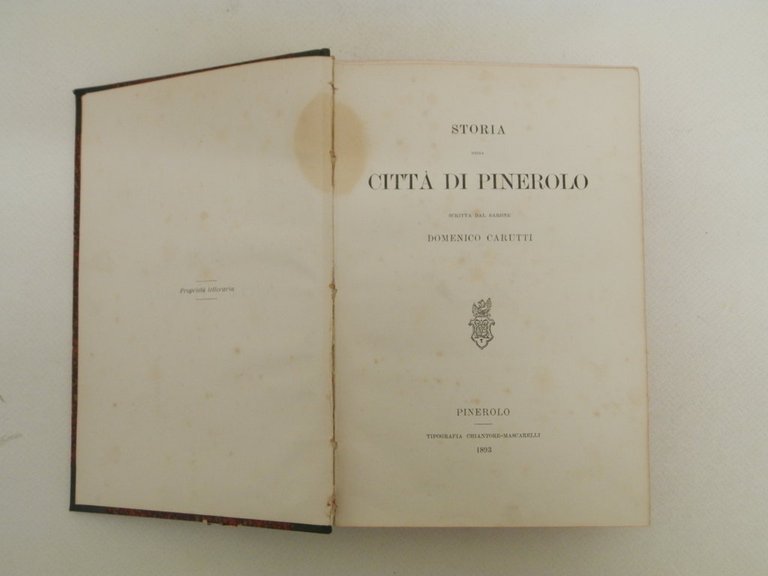 Proprietà letteraria
STORIA
DELLA
CITTÀ DI PINEROLO
SCRITTA DAL BARONE
DOMENICO CARUTTI
PINEROLO
TIPOGRAFIA CHIANTORE-MASCARELLI
1893